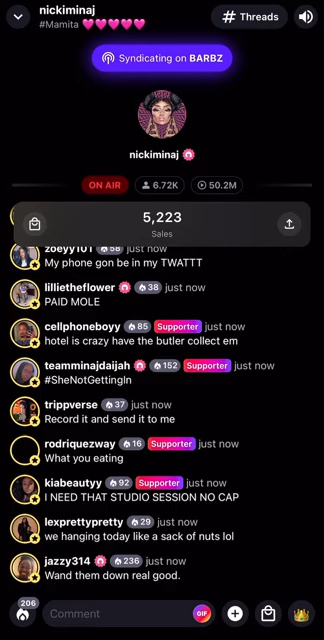 nickiminaj
#Mamita 💗💗💗💗💗
# Threads
Syndicating on BARBZ
nickiminaj
ON AIR 6.72K 50.2M
5,223
Sales
zoeyy101 58 just now
My phone gon be in my TWATTT
lillietheflower 38 just now
PAID MOLE
cellphoneboyy 85 Supporter just now
hotel is crazy have the butler collect em
teamminajdaijah 152 Supporter just now
#SheNotGettingIn
trippverse 37 just now
Record it and send it to me
rodriquezway 16 Supporter just now
What you eating
kiabeautyy 92 Supporter just now
I NEED THAT STUDIO SESSION NO CAP
lexprettypretty 29 just now
we hanging today like a sack of nuts lol
jazzy314 236 just now
Wand them down real good.
206
Comment GIF